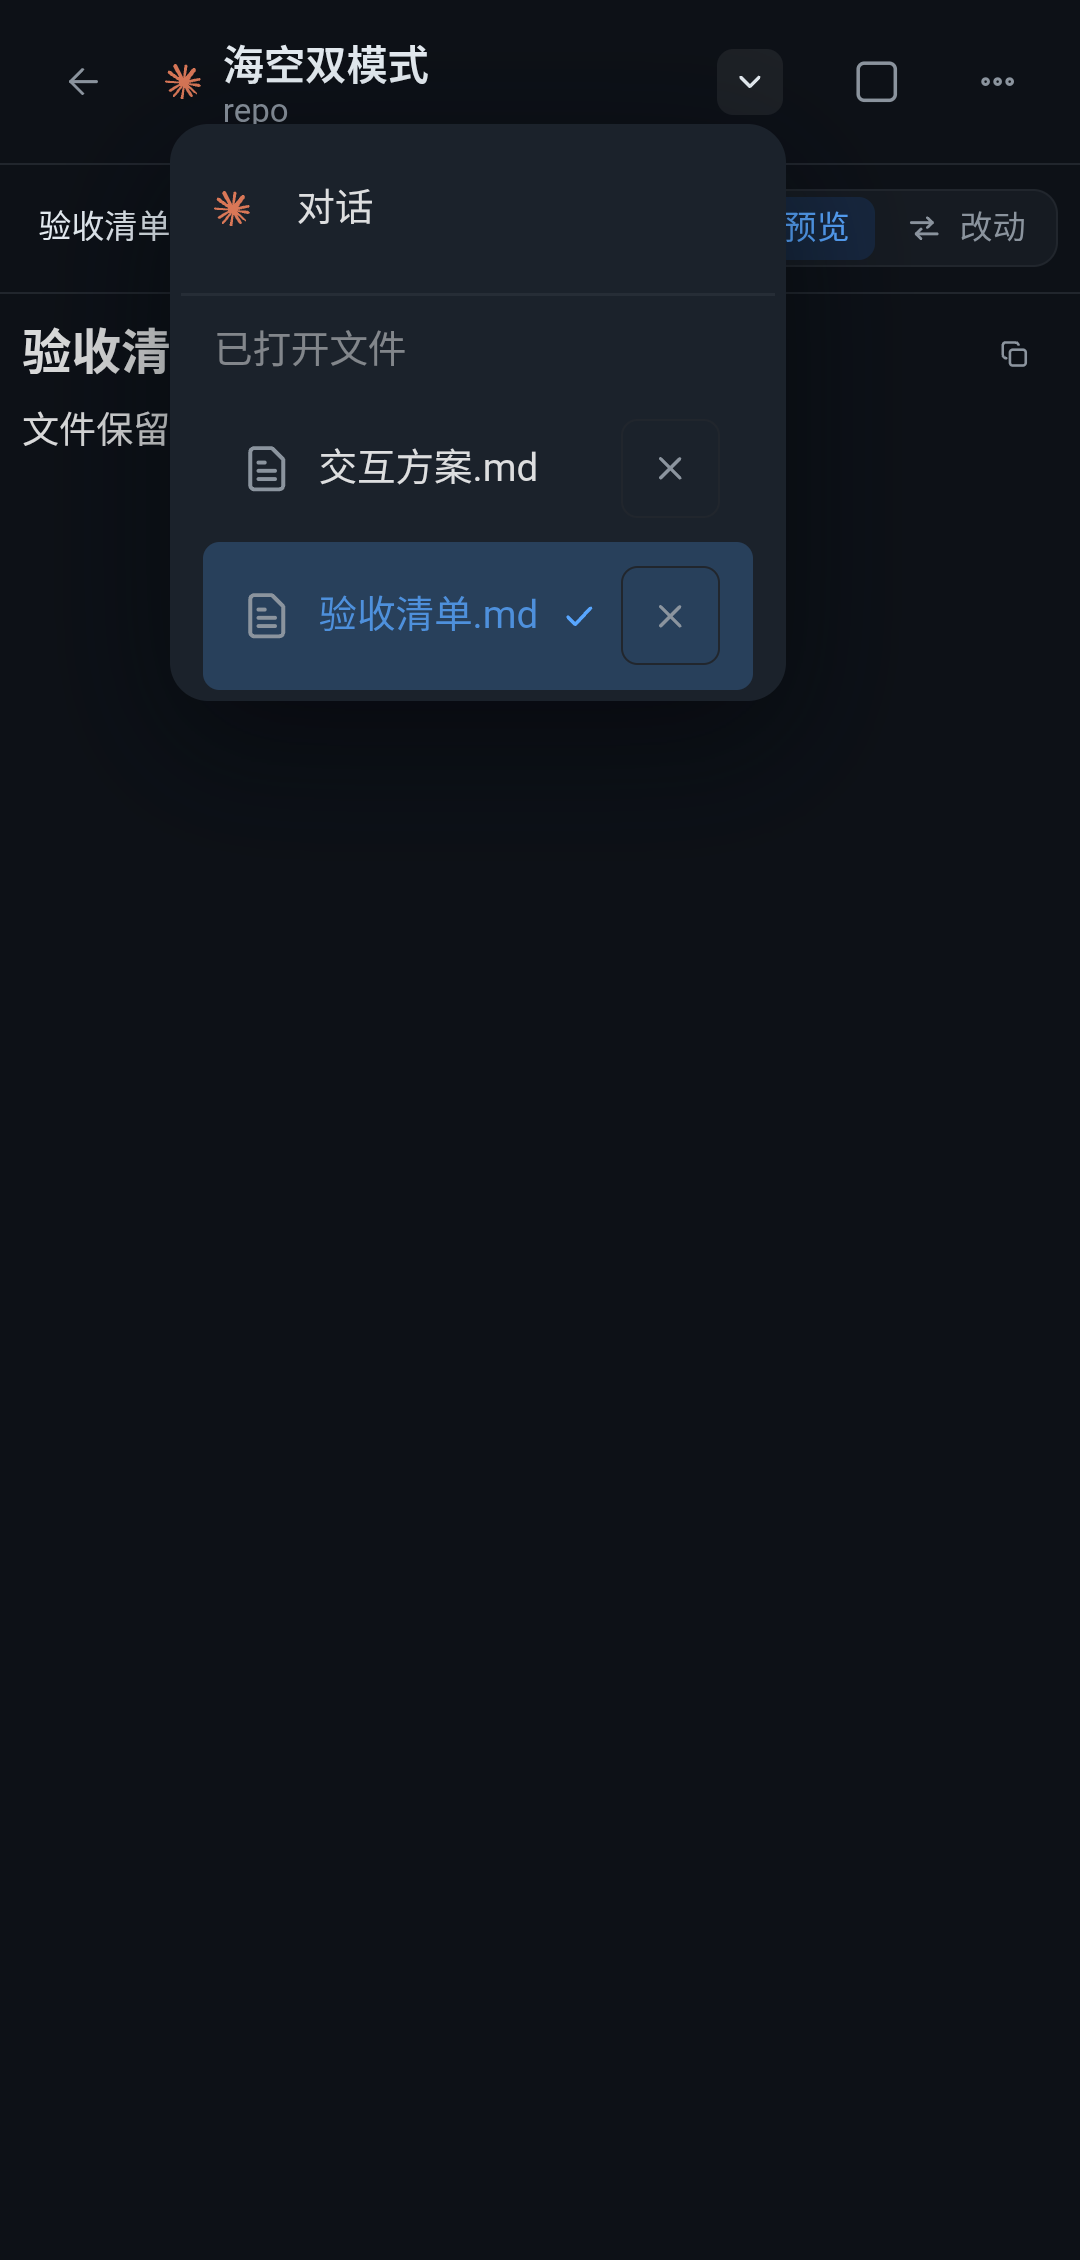 海空双模式
repo
对话
验收清单
预览
改动
已打开文件
验收清
文件保留
交互方案.md
验收清单.md